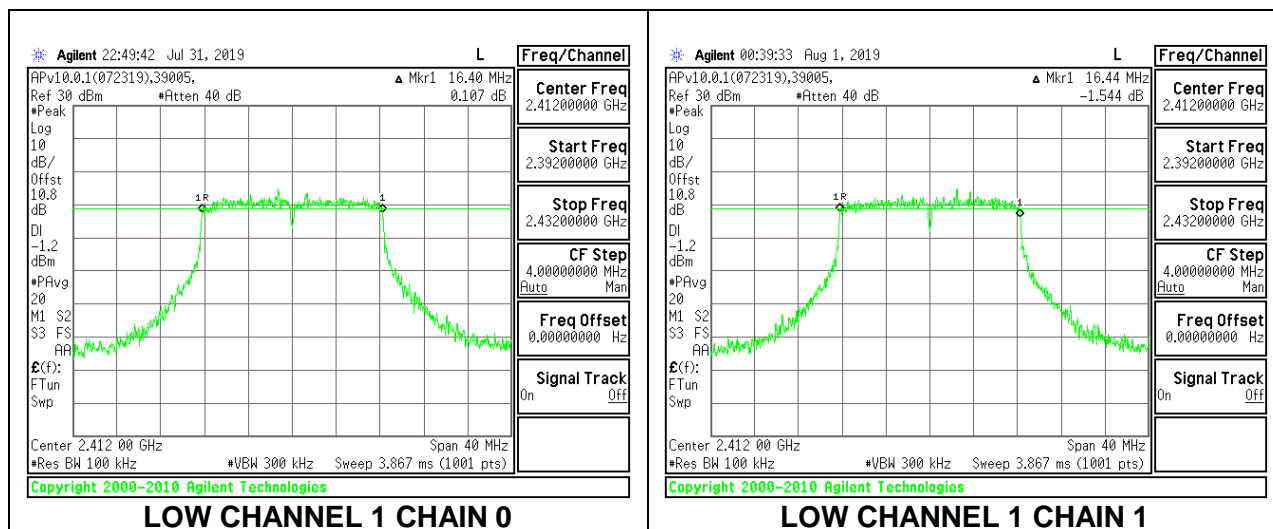 Agilent 22:49:42 Jul 31, 2019 L Freq/Channel
APv10.0.1(072319),39005, Δ Mkr1 16.40 MHz
Ref 30 dBm #Atten 40 dB 0.107 dB
#Peak
Log
10
dB/
Offst
10.8
dB
DI
-1.2
dBm
#PAvg
20
M1 S2
S3 FS
AA
£(f):
FTun
Swp
1R 1
Center 2.412 00 GHz Span 40 MHz
#Res BW 100 kHz #VBW 300 kHz Sweep 3.867 ms (1001 pts)
Copyright 2000-2010 Agilent Technologies
Center Freq
2.41200000 GHz
Start Freq
2.39200000 GHz
Stop Freq
2.43200000 GHz
CF Step
4.00000000 MHz
Auto Man
Freq Offset
0.00000000 Hz
Signal Track
On Off
LOW CHANNEL 1 CHAIN 0
Agilent 00:39:33 Aug 1, 2019 L Freq/Channel
APv10.0.1(072319),39005, Δ Mkr1 16.44 MHz
Ref 30 dBm #Atten 40 dB -1.544 dB
#Peak
Log
10
dB/
Offst
10.8
dB
DI
-1.2
dBm
#PAvg
20
M1 S2
S3 FS
AA
£(f):
FTun
Swp
1R 1
Center 2.412 00 GHz Span 40 MHz
#Res BW 100 kHz #VBW 300 kHz Sweep 3.867 ms (1001 pts)
Copyright 2000-2010 Agilent Technologies
Center Freq
2.41200000 GHz
Start Freq
2.39200000 GHz
Stop Freq
2.43200000 GHz
CF Step
4.00000000 MHz
Auto Man
Freq Offset
0.00000000 Hz
Signal Track
On Off
LOW CHANNEL 1 CHAIN 1